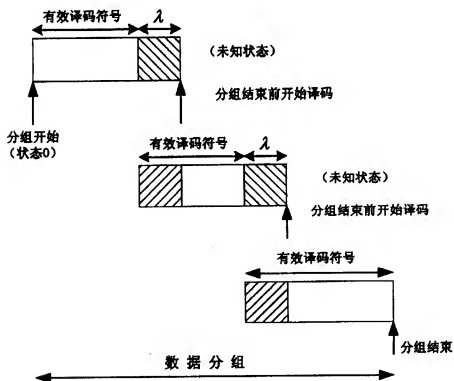 有效译码符号 λ
(未知状态)
分组结束前开始译码
分组开始
(状态0)
有效译码符号 λ
(未知状态)
分组结束前开始译码
有效译码符号
分组结束
数据分组